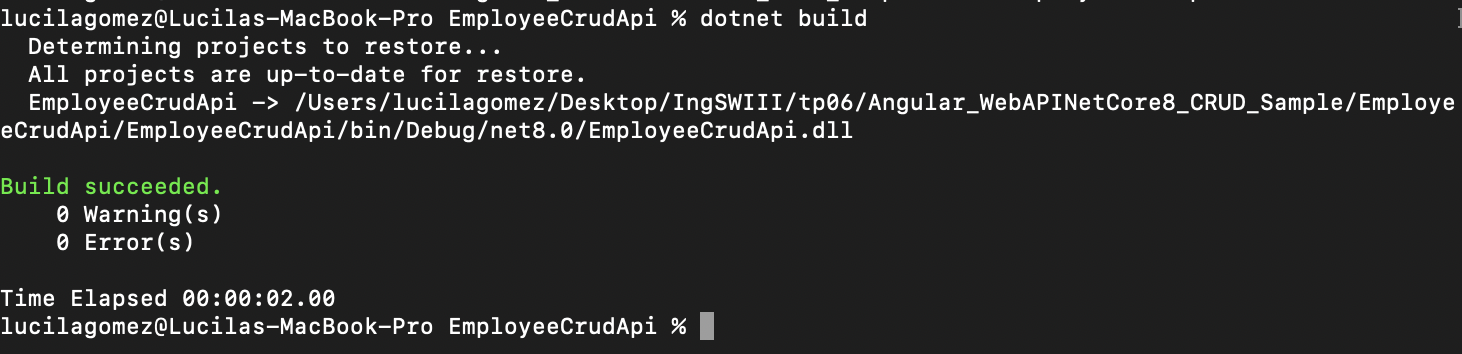 lucilagomez@Lucilas-MacBook-Pro EmployeeCrudApi % dotnet build
  Determining projects to restore...
  All projects are up-to-date for restore.
  EmployeeCrudApi -> /Users/lucilagomez/Desktop/IngSWIII/tp06/Angular_WebAPINetCore8_CRUD_Sample/Employe
eCrudApi/EmployeeCrudApi/bin/Debug/net8.0/EmployeeCrudApi.dll

Build succeeded.
    0 Warning(s)
    0 Error(s)

Time Elapsed 00:00:02.00
lucilagomez@Lucilas-MacBook-Pro EmployeeCrudApi %